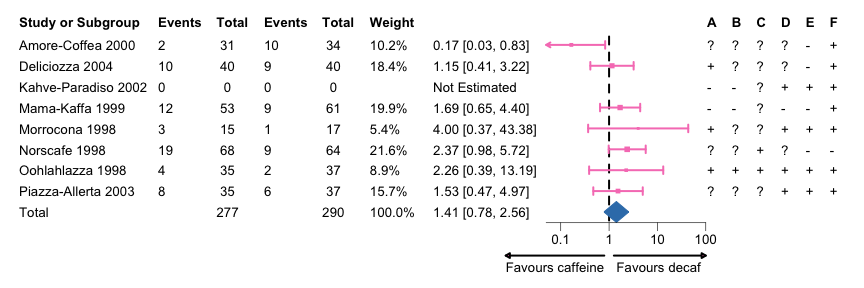 Study or Subgroup Events Total Events Total Weight A B C D E F
Amore-Coffea 2000 2 31 10 34 10.2% 0.17 [0.03, 0.83] ? ? ? ? - +
Deliciozza 2004 10 40 9 40 18.4% 1.15 [0.41, 3.22] + ? ? ? - +
Kahve-Paradiso 2002 0 0 0 0 Not Estimated - - ? + + +
Mama-Kaffa 1999 12 53 9 61 19.9% 1.69 [0.65, 4.40] - - ? - - +
Morrocona 1998 3 15 1 17 5.4% 4.00 [0.37, 43.38] + ? ? + + +
Norscafe 1998 19 68 9 64 21.6% 2.37 [0.98, 5.72] ? ? + ? - -
Oohlahlazza 1998 4 35 2 37 8.9% 2.26 [0.39, 13.19] + + + + + +
Piazza-Allerta 2003 8 35 6 37 15.7% 1.53 [0.47, 4.97] ? ? ? + + +
Total 277 290 100.0% 1.41 [0.78, 2.56]
0.1 1 10 100
Favours caffeine Favours decaf